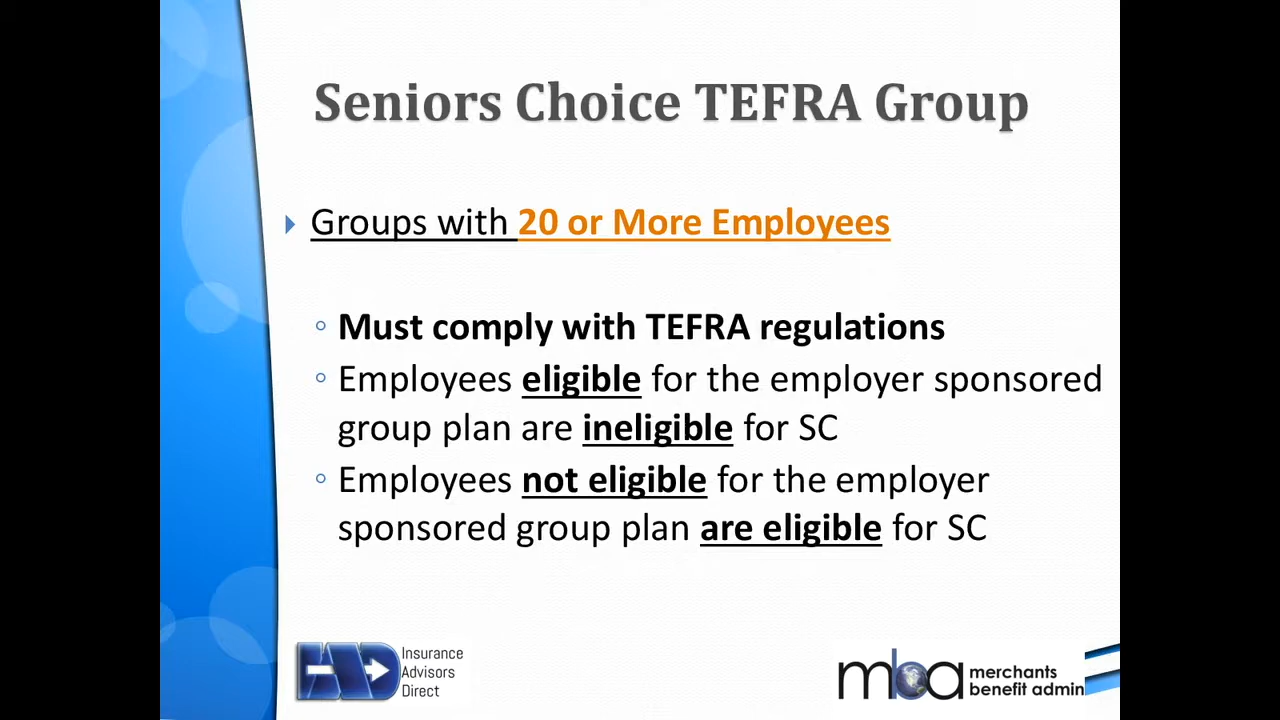 Seniors Choice TEFRA Group
Groups with 20 or More Employees
Must comply with TEFRA regulations
Employees eligible for the employer sponsored
group plan are ineligible for SC
Employees not eligible for the employer
sponsored group plan are eligible for SC
IAD
Insurance
Advisors
Direct
mba
merchants
benefit admin